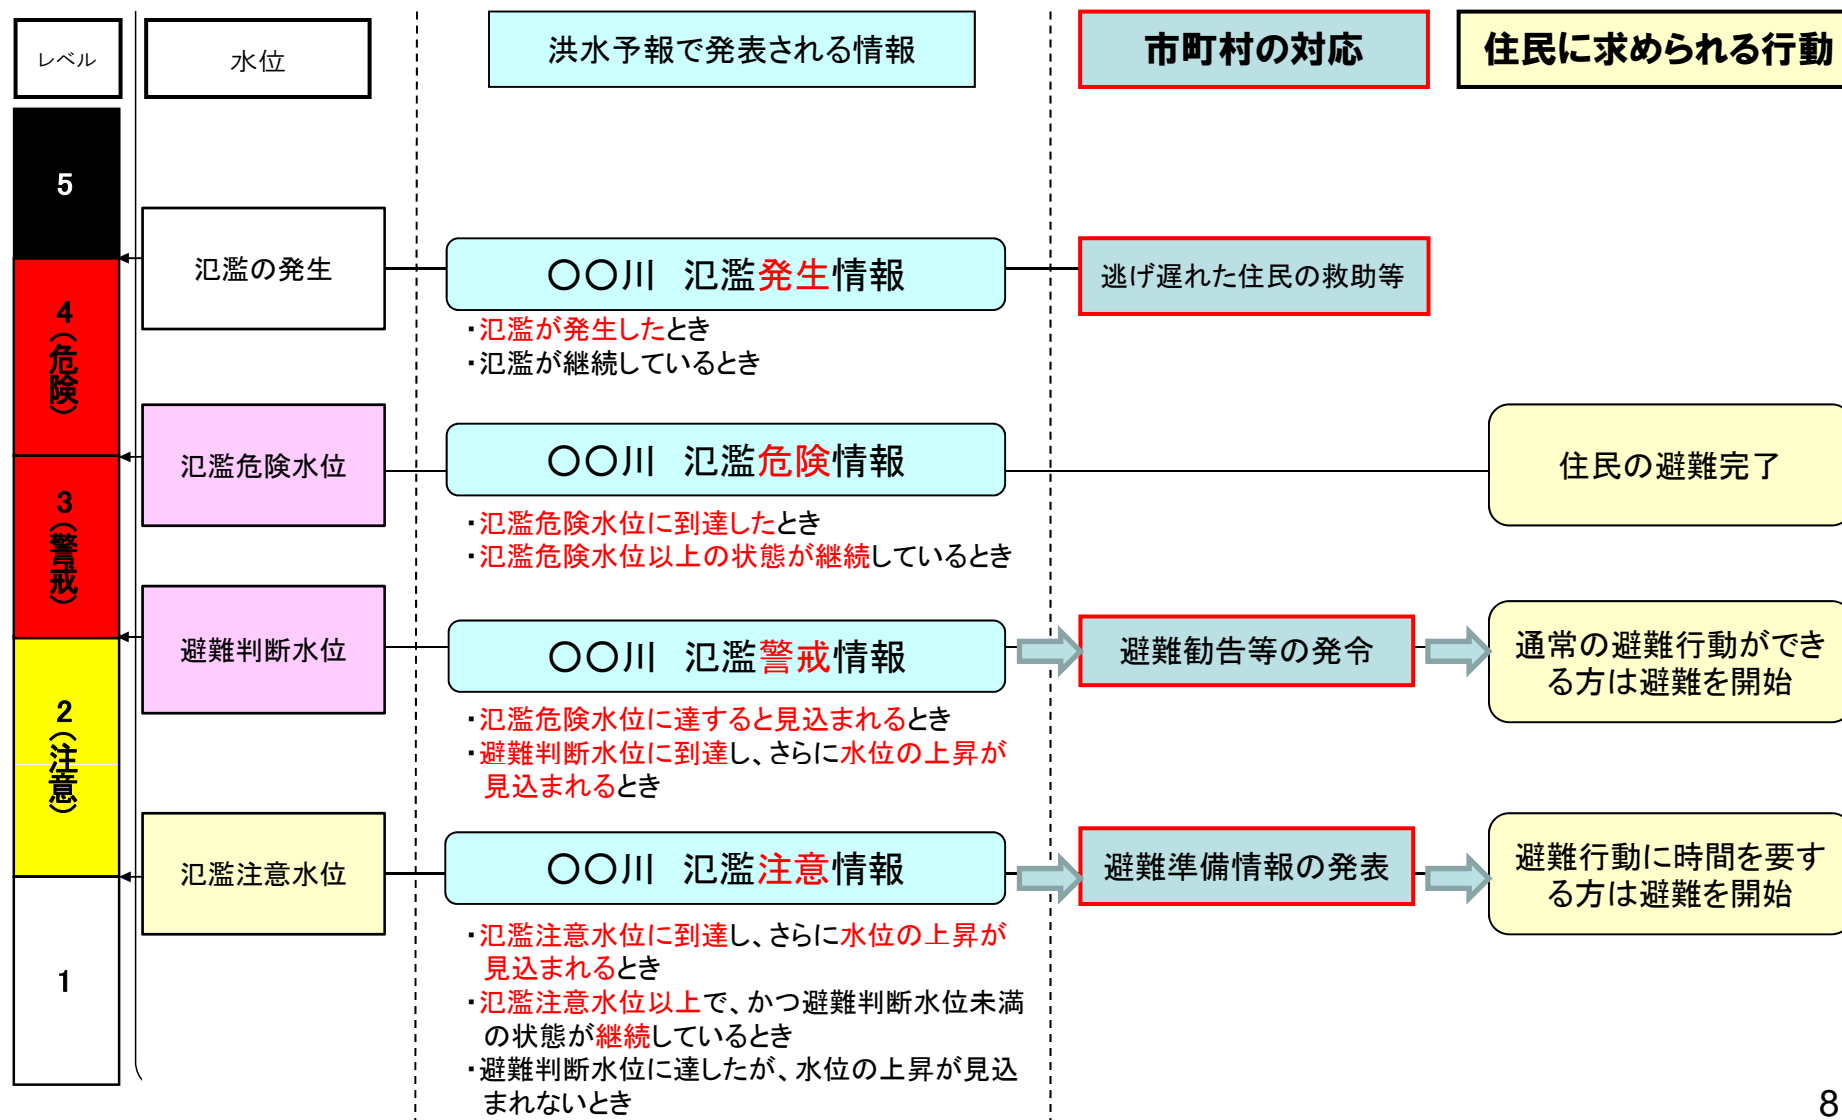 レベル
水位
洪水予報で発表される情報
市町村の対応
住民に求められる行動
5
氾濫の発生
〇〇川　氾濫発生情報
逃げ遅れた住民の救助等
・氾濫が発生したとき
・氾濫が継続しているとき
4(危険)
氾濫危険水位
〇〇川　氾濫危険情報
住民の避難完了
・氾濫危険水位に到達したとき
・氾濫危険水位以上の状態が継続しているとき
3(警戒)
避難判断水位
〇〇川　氾濫警戒情報
避難勧告等の発令
通常の避難行動ができ
る方は避難を開始
・氾濫危険水位に達すると見込まれるとき
・避難判断水位に到達し、さらに水位の上昇が
見込まれるとき
2(注意)
氾濫注意水位
〇〇川　氾濫注意情報
避難準備情報の発表
避難行動に時間を要す
る方は避難を開始
・氾濫注意水位に到達し、さらに水位の上昇が
見込まれるとき
・氾濫注意水位以上で、かつ避難判断水位未満
の状態が継続しているとき
・避難判断水位に達したが、水位の上昇が見込
まれないとき
1
8